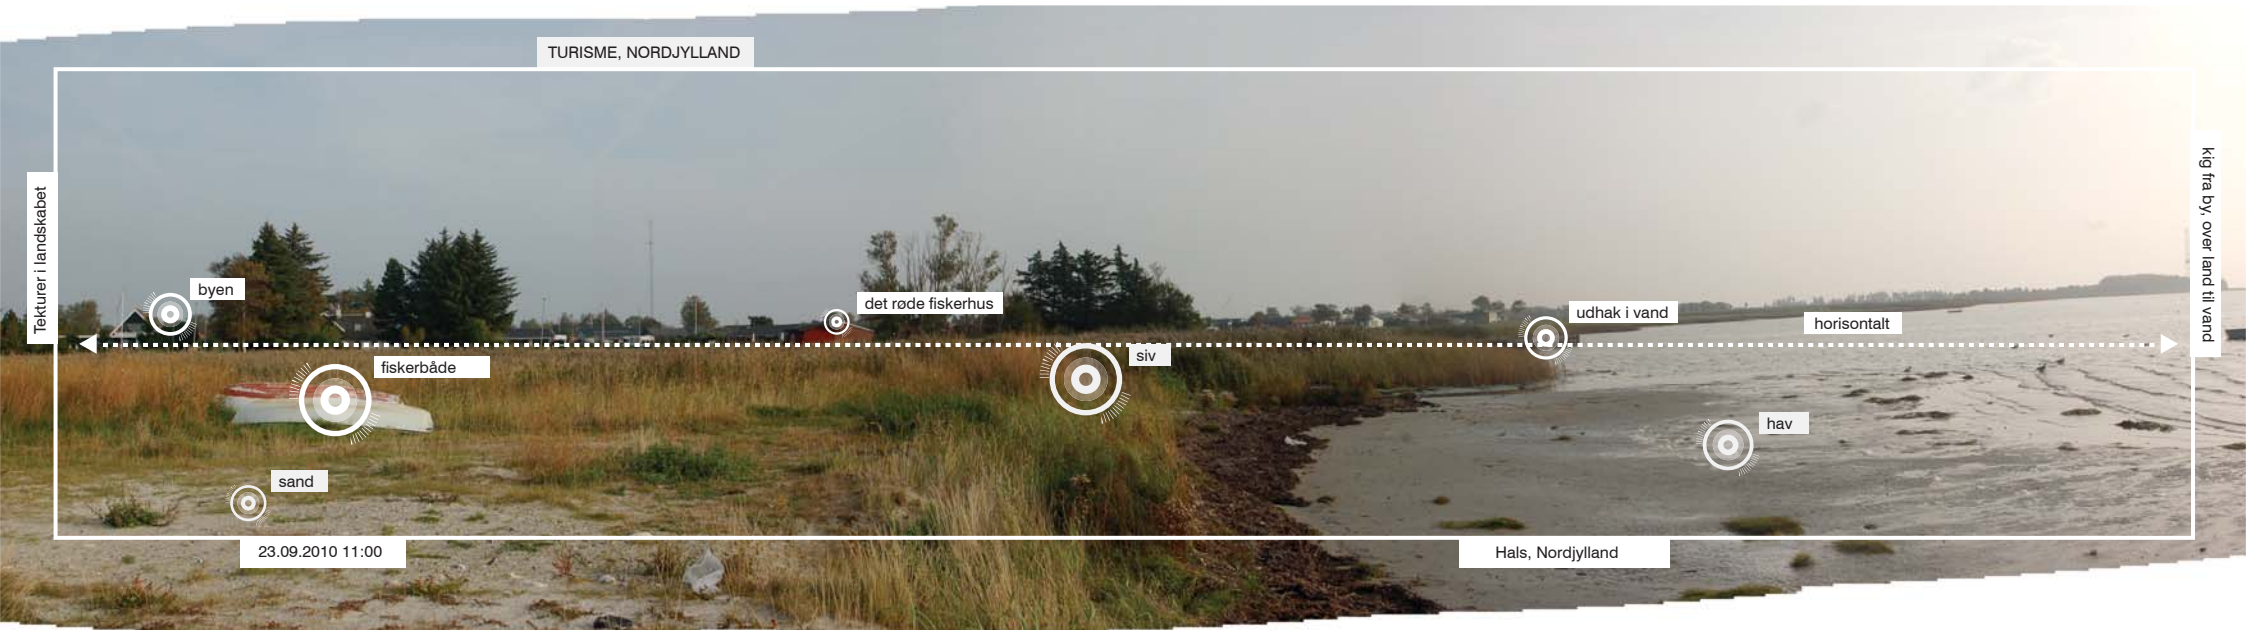 TURISME, NORDJYLLAND
Tekturer i landskabet
kig fra by, over land til vand
byen
det røde fiskerhus
udhak i vand
horisontalt
siv
fiskerbåde
hav
sand
23.09.2010 11:00
Hals, Nordjylland